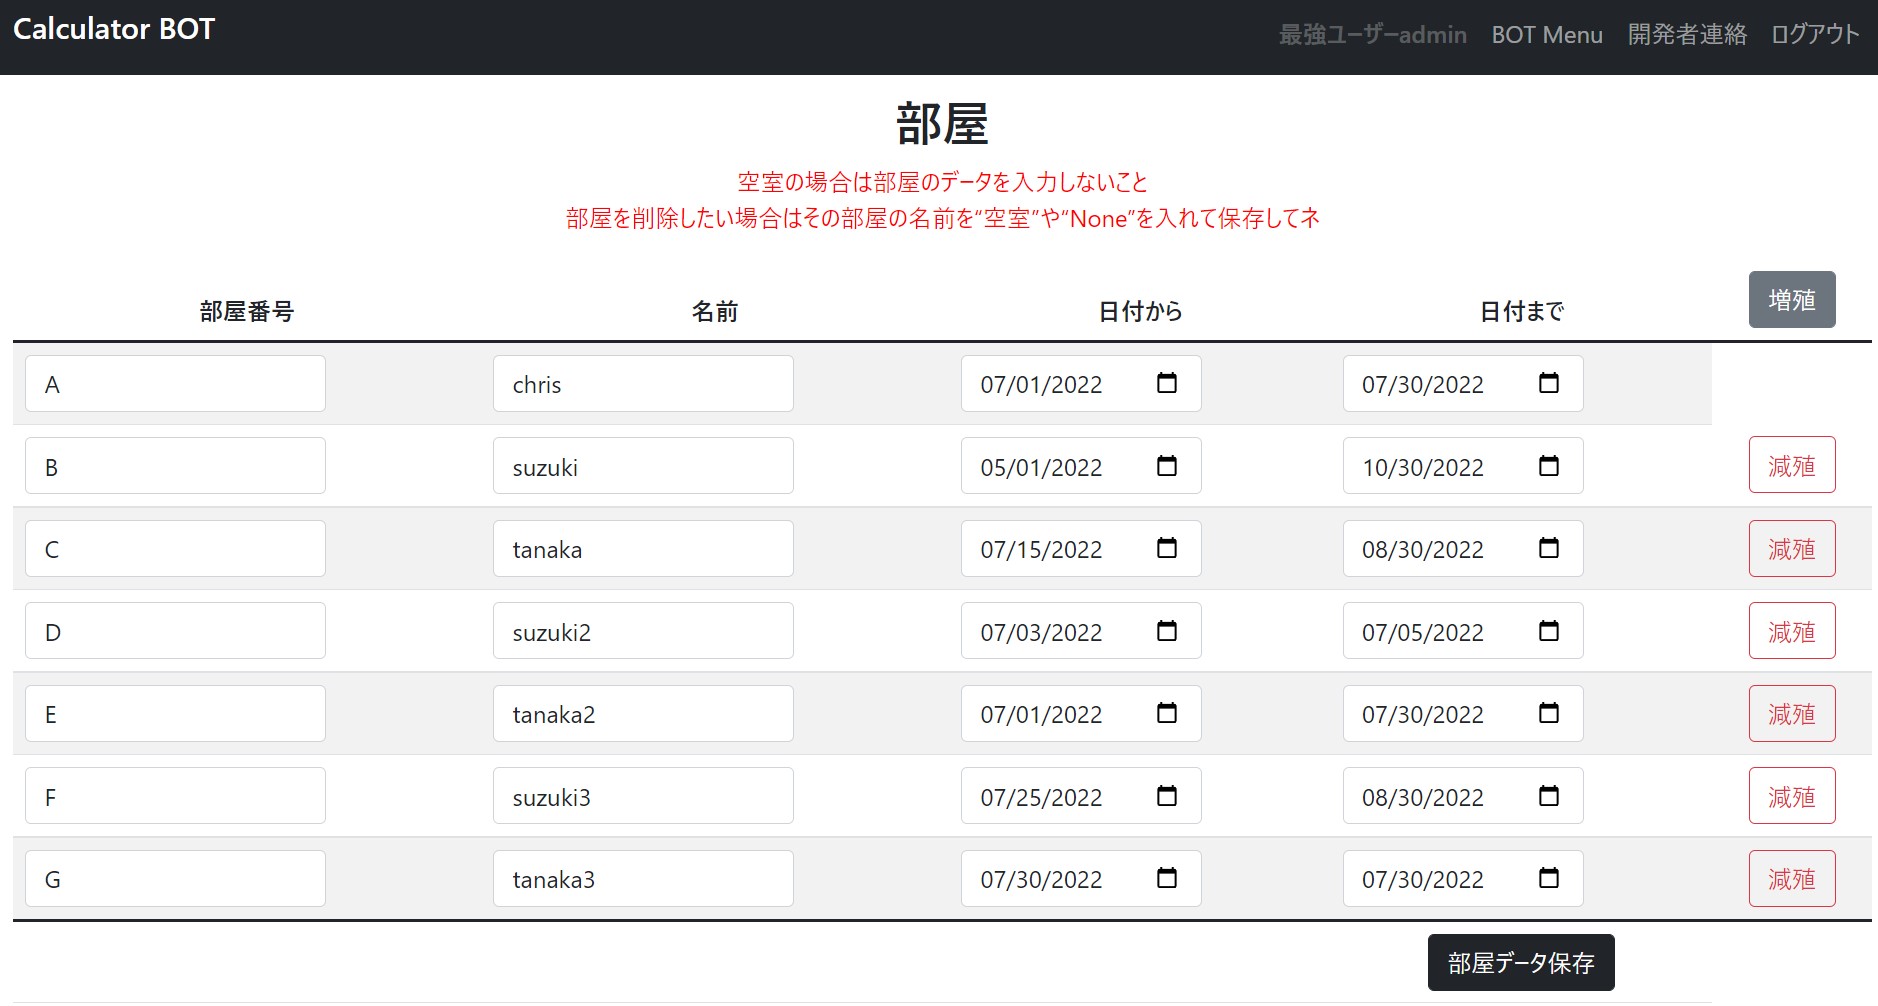 Calculator BOT
最強ユーザーadmin BOT Menu 開発者連絡 ログアウト
部屋
空室の場合は部屋のデータを入力しないこと
部屋を削除したい場合はその部屋の名前を“空室”や“None”を入れて保存してネ
部屋番号 名前 日付から 日付まで 増殖
A chris 07/01/2022 07/30/2022
B suzuki 05/01/2022 10/30/2022 減殖
C tanaka 07/15/2022 08/30/2022 減殖
D suzuki2 07/03/2022 07/05/2022 減殖
E tanaka2 07/01/2022 07/30/2022 減殖
F suzuki3 07/25/2022 08/30/2022 減殖
G tanaka3 07/30/2022 07/30/2022 減殖
部屋データ保存